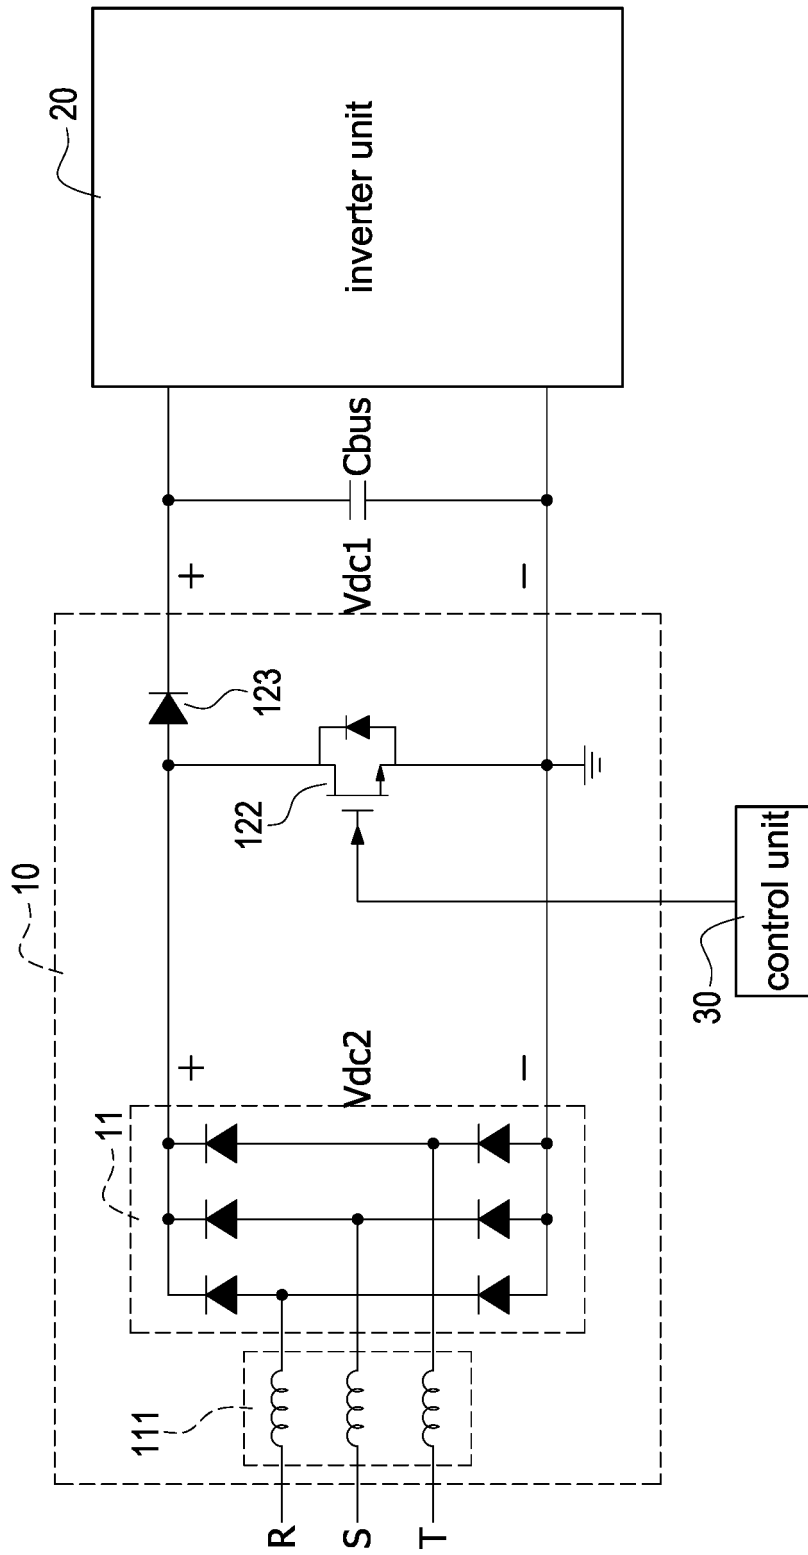 10
R
S
T
111
11
+
Vdc2
−
122
123
+
Vdc1
−
Cbus
20
inverter unit
30
control unit